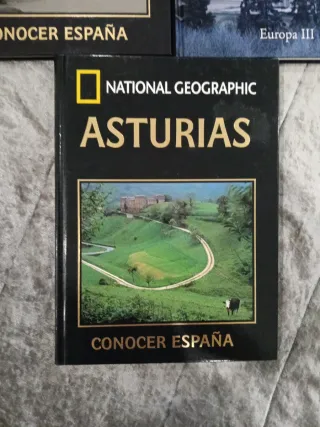 CONOCER ESPAÑA
Europa III
NATIONAL GEOGRAPHIC
ASTURIAS
CONOCER ESPAÑA